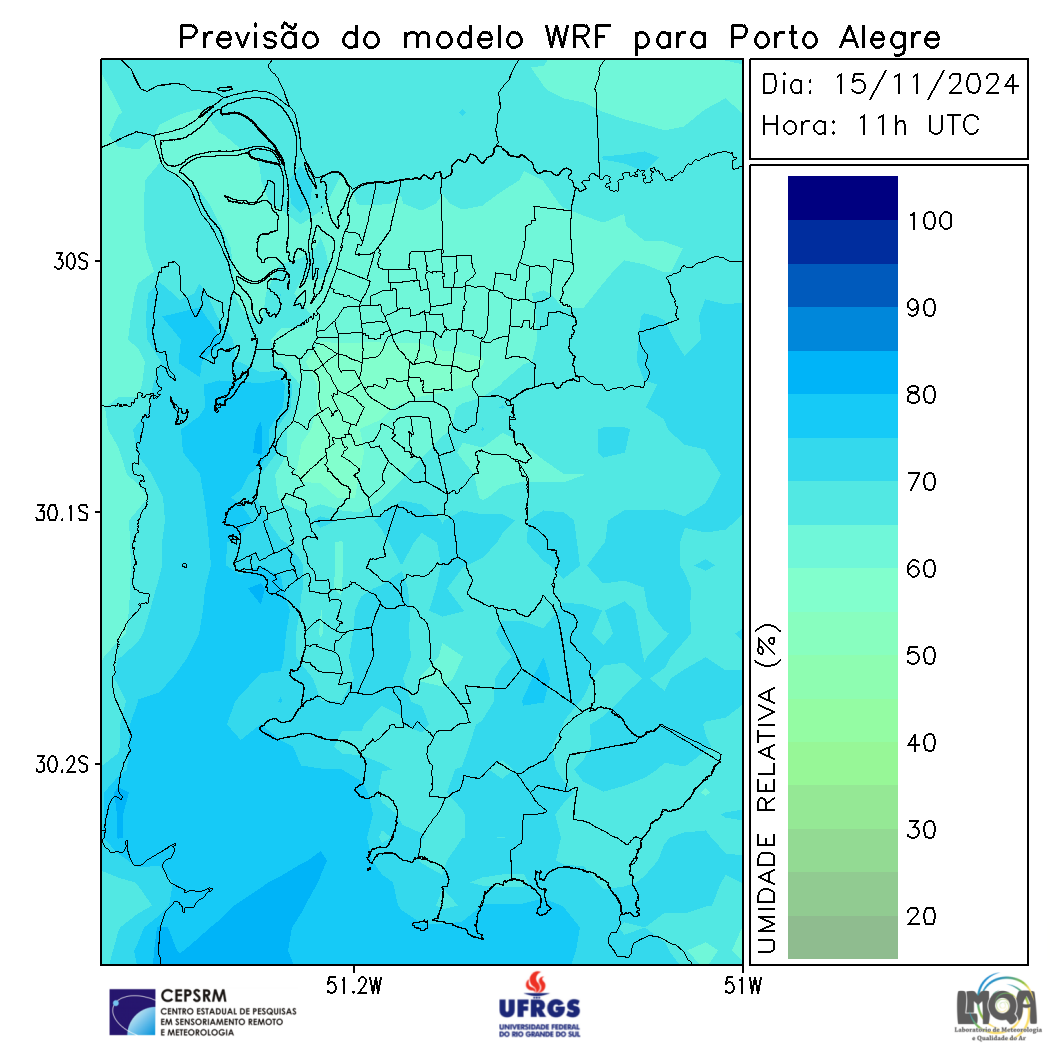 Previsão do modelo WRF para Porto Alegre
Dia: 15/11/2024
Hora: 11h UTC
30S
30.1S
30.2S
51.2W
51W
100
90
80
70
60
50
40
30
20
UMIDADE RELATIVA (%)
CEPSRM
CENTRO ESTADUAL DE PESQUISAS
EM SENSORIAMENTO REMOTO
E METEOROLOGIA
UFRGS
UNIVERSIDADE FEDERAL
DO RIO GRANDE DO SUL
LMQA
Laboratório de Meteorologia
e Qualidade do Ar